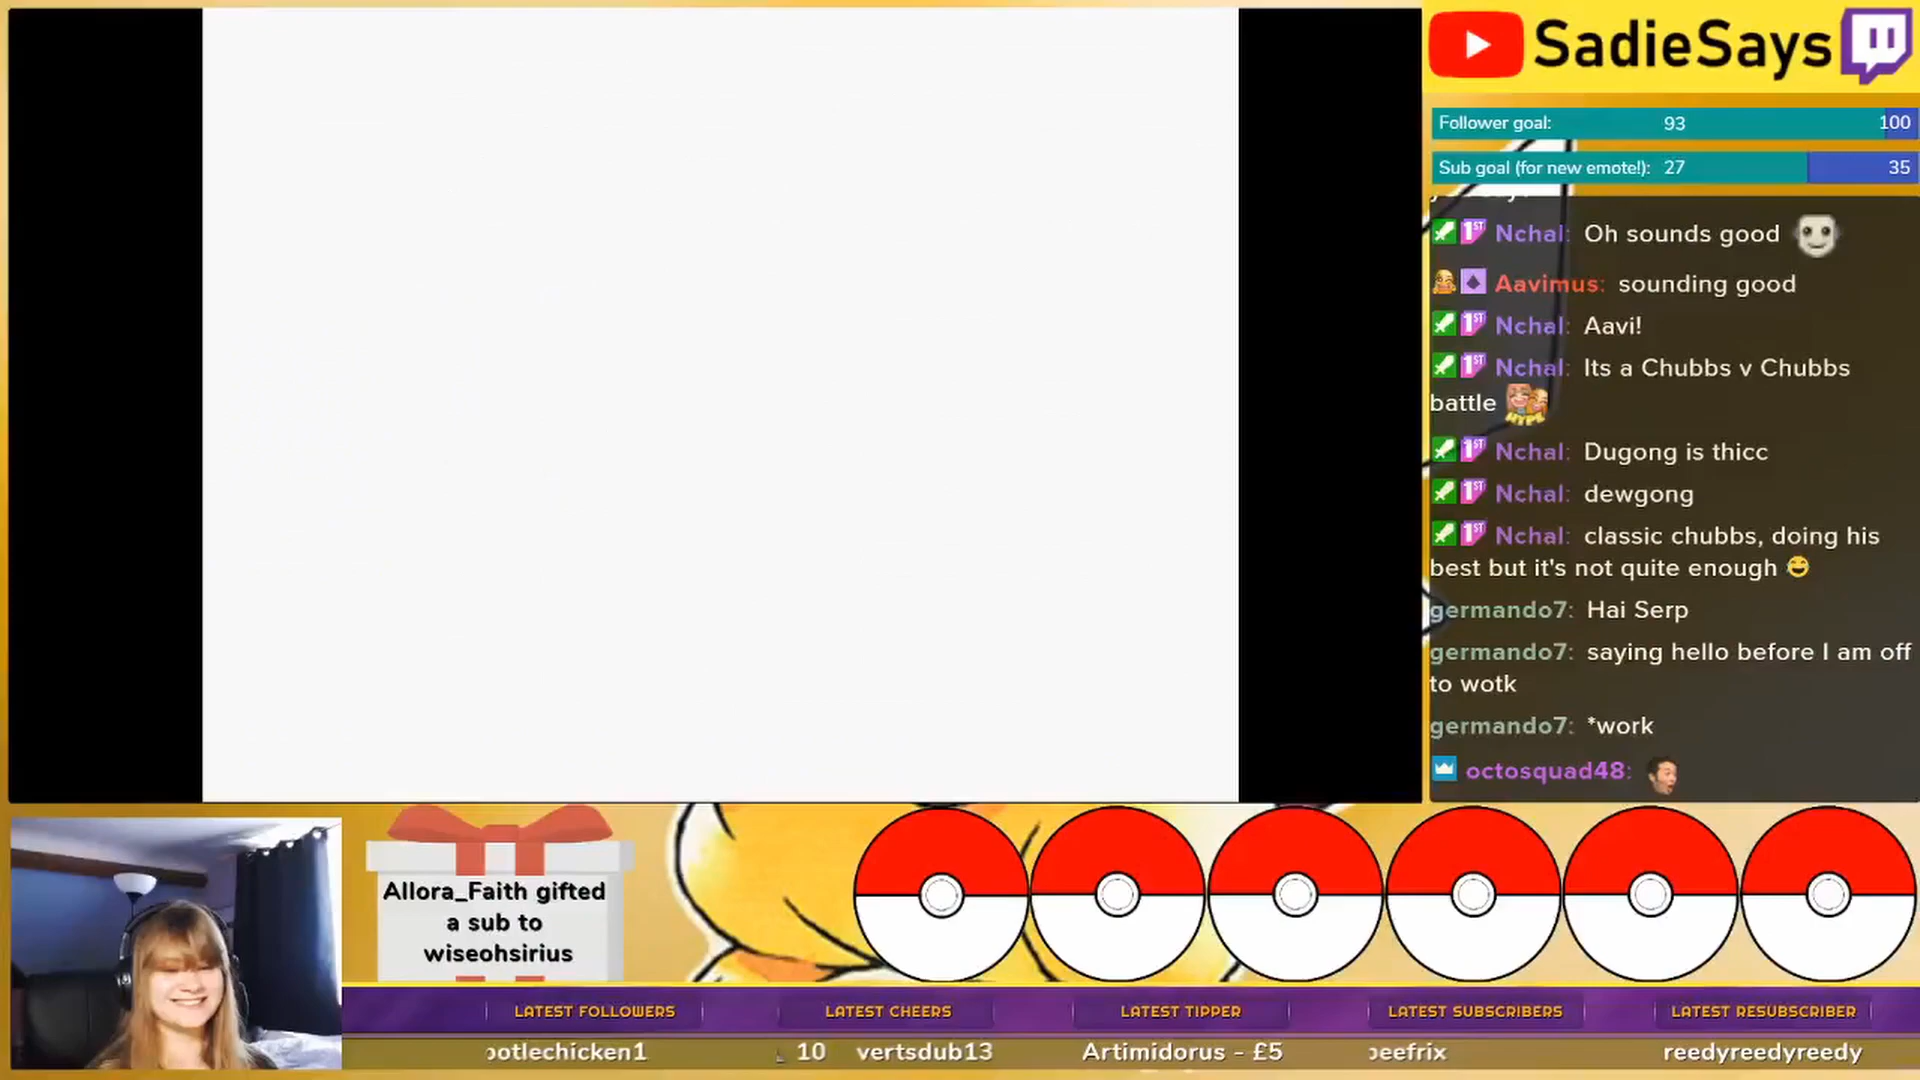 SadieSays
Follower goal: 93 100
Sub goal (for new emote!): 27 35
Nchal: Oh sounds good
Aavimus: sounding good
Nchal: Aavi!
Nchal: Its a Chubbs v Chubbs
battle HYPE
Nchal: Dugong is thicc
Nchal: dewgong
Nchal: classic chubbs, doing his
best but it's not quite enough
germando7: Hai Serp
germando7: saying hello before I am off
to wotk
germando7: *work
octosquad48:
Allora_Faith gifted
a sub to
wiseohsirius
LATEST FOLLOWERS LATEST CHEERS LATEST TIPPER LATEST SUBSCRIBERS LATEST RESUBSCRIBER
ootlechicken1 10 vertsdub13 Artimidorus - £5 beefrix reedyreedyreedy